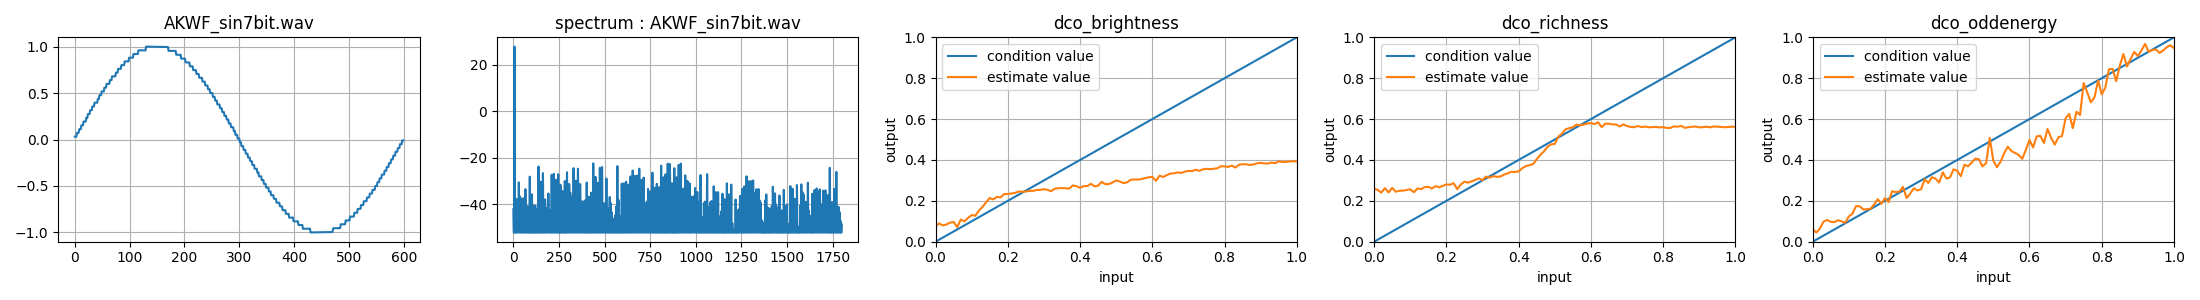 AKWF_sin7bit.wav
1.0
0.5
0.0
−0.5
−1.0
0 100 200 300 400 500 600
spectrum : AKWF_sin7bit.wav
20
0
−20
−40
0 250 500 750 1000 1250 1500 1750
dco_brightness
condition value
estimate value
output
1.0
0.8
0.6
0.4
0.2
0.0
0.0 0.2 0.4 0.6 0.8 1.0
input
dco_richness
condition value
estimate value
output
1.0
0.8
0.6
0.4
0.2
0.0
0.0 0.2 0.4 0.6 0.8 1.0
input
dco_oddenergy
condition value
estimate value
output
1.0
0.8
0.6
0.4
0.2
0.0
0.0 0.2 0.4 0.6 0.8 1.0
input